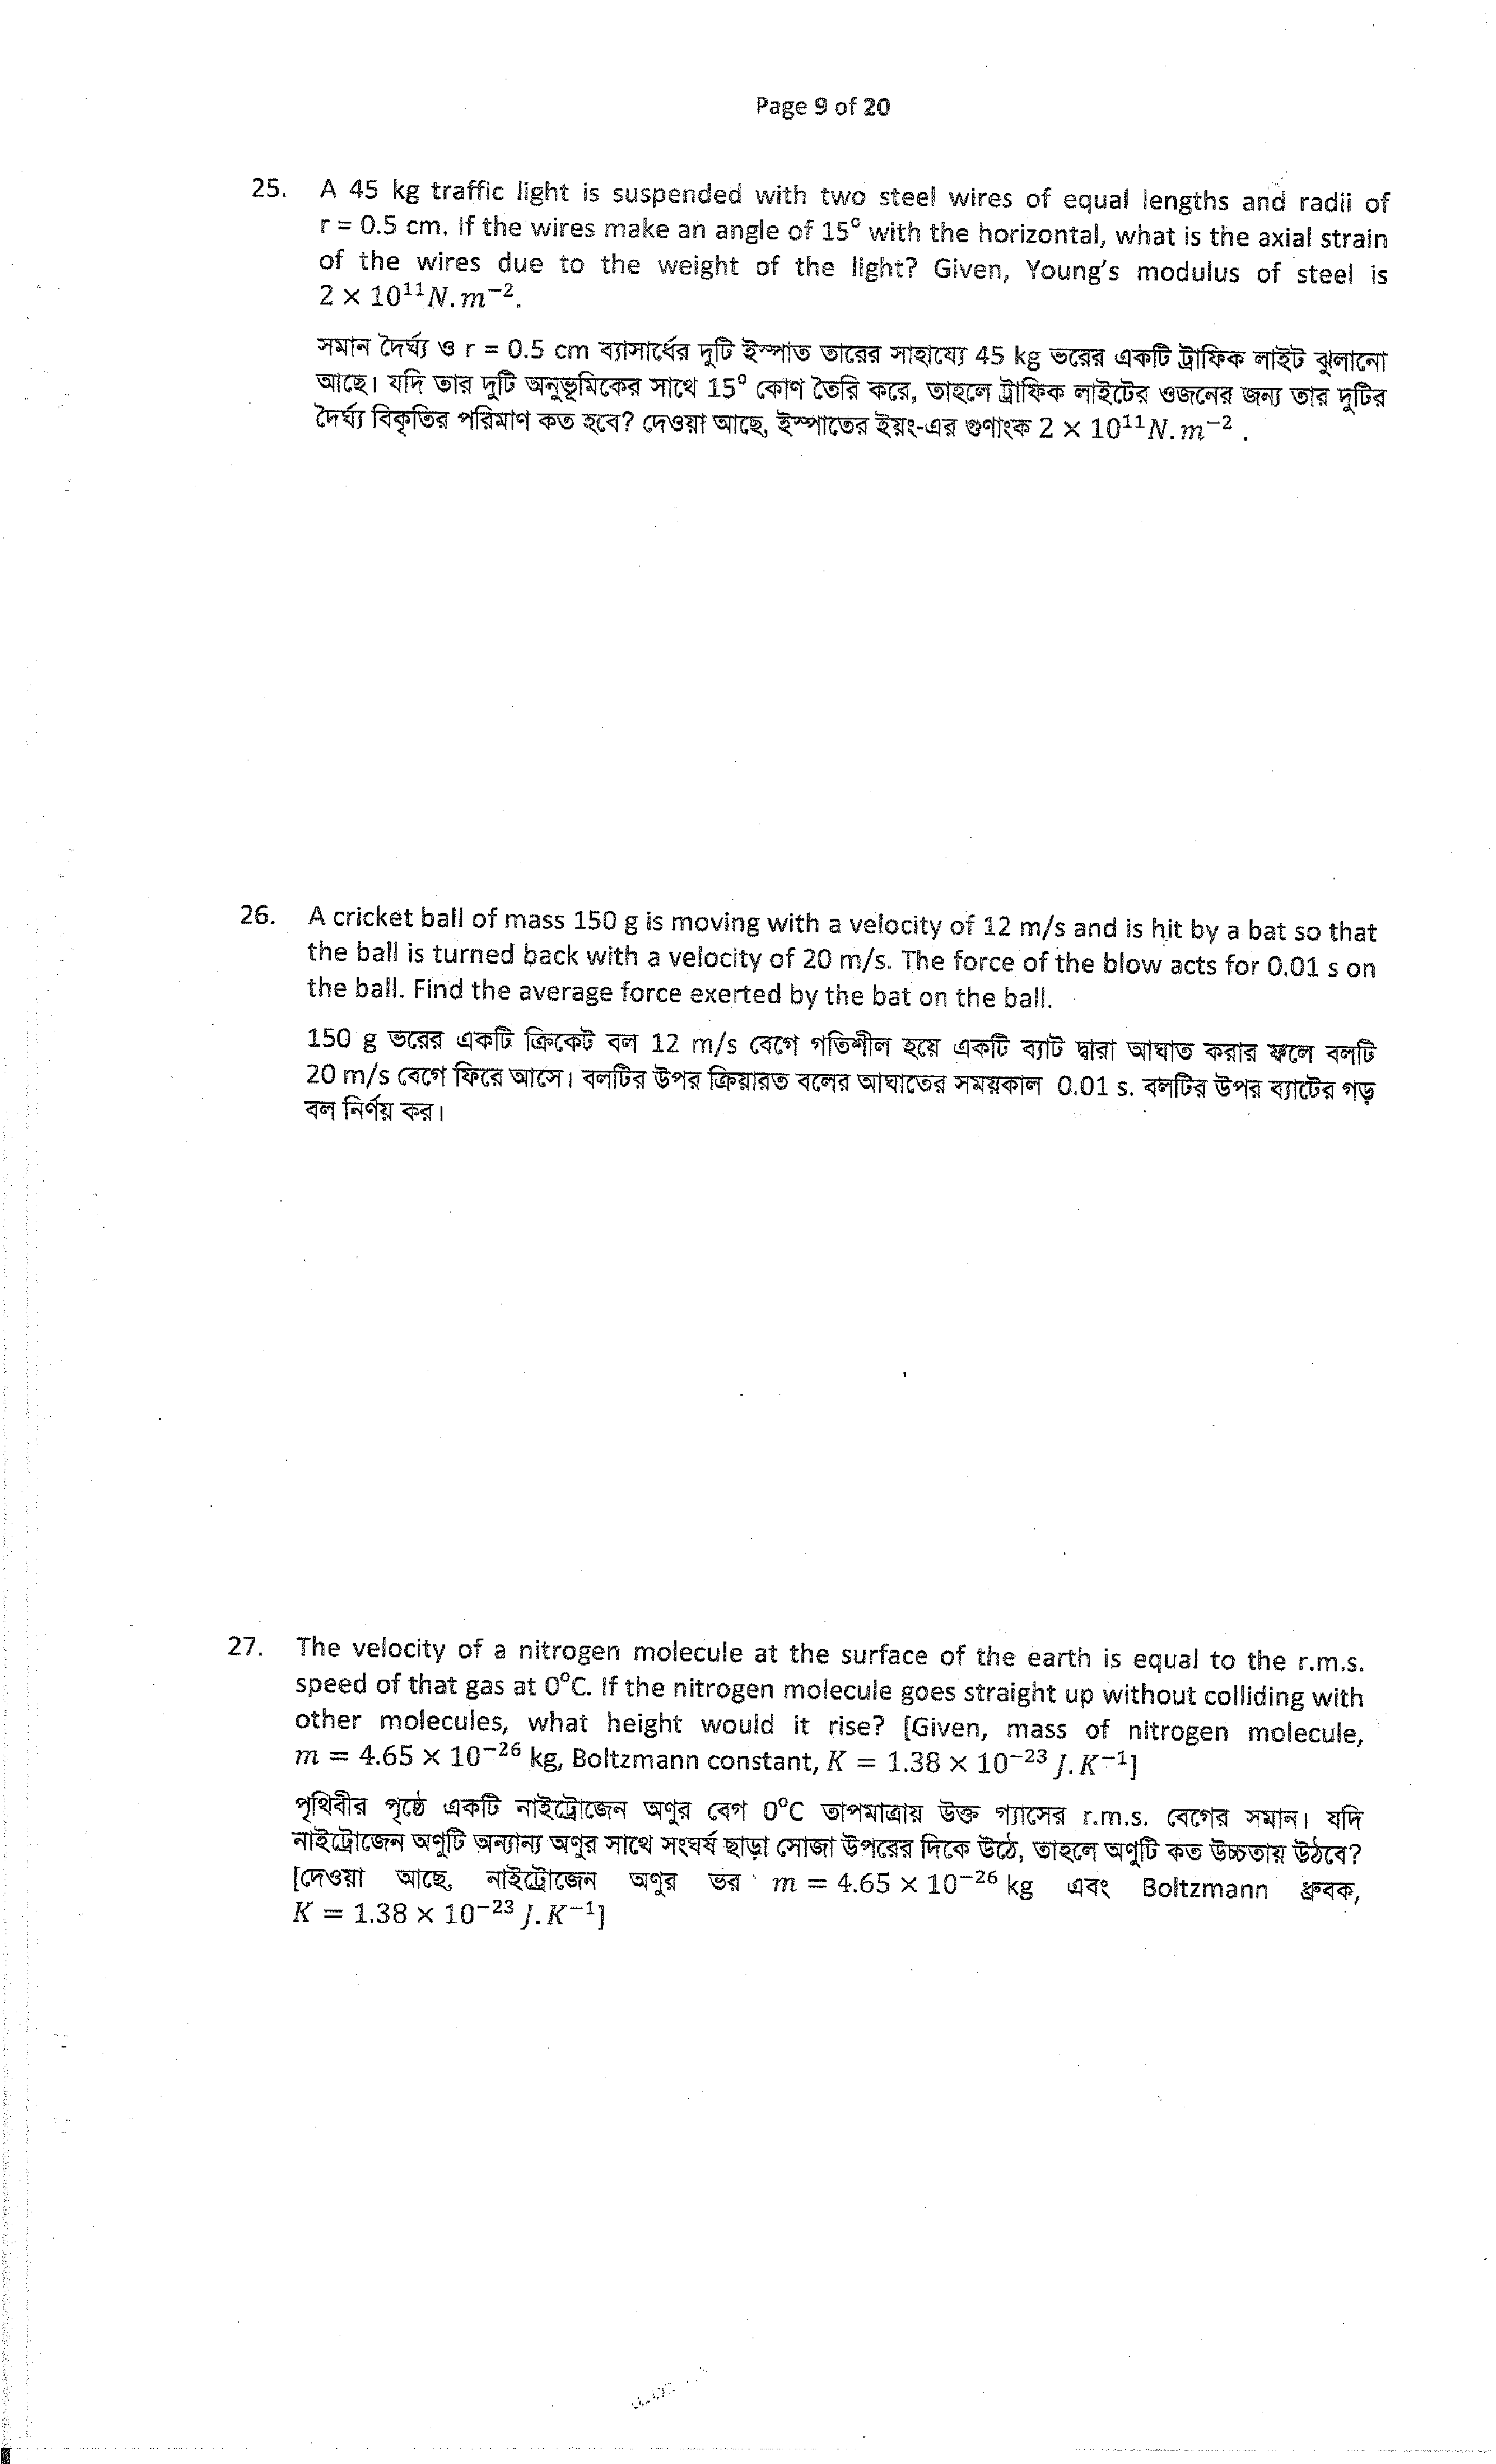 Page 9 of 20
25. A 45 kg traffic light is suspended with two steel wires of equal lengths and radii of
r = 0.5 cm. If the wires make an angle of 15° with the horizontal, what is the axial strain
of the wires due to the weight of the light? Given, Young's modulus of steel is
2 × 10¹¹N.m⁻².
সমান দৈর্ঘ্য ও r = 0.5 cm ব্যাসার্ধের দুটি ইস্পাত তারের সাহায্যে 45 kg ভরের একটি ট্রাফিক লাইট ঝুলানো
আছে। যদি তার দুটি অনুভূমিকের সাথে 15° কোণ তৈরি করে, তাহলে ট্রাফিক লাইটের ওজনের জন্য তার দুটির
দৈর্ঘ্য বিকৃতির পরিমাণ কত হবে? দেওয়া আছে, ইস্পাতের ইয়ং-এর গুণাংক 2 × 10¹¹N.m⁻² .
26. A cricket ball of mass 150 g is moving with a velocity of 12 m/s and is hit by a bat so that
the ball is turned back with a velocity of 20 m/s. The force of the blow acts for 0.01 s on
the ball. Find the average force exerted by the bat on the ball.
150 g ভরের একটি ক্রিকেট বল 12 m/s বেগে গতিশীল হয়ে একটি ব্যাট দ্বারা আঘাত করার ফলে বলটি
20 m/s বেগে ফিরে আসে। বলটির উপর ক্রিয়ারত বলের আঘাতের সময়কাল 0.01 s. বলটির উপর ব্যাটের গড়
বল নির্ণয় কর।
27. The velocity of a nitrogen molecule at the surface of the earth is equal to the r.m.s.
speed of that gas at 0°C. If the nitrogen molecule goes straight up without colliding with
other molecules, what height would it rise? [Given, mass of nitrogen molecule,
m = 4.65 × 10⁻²⁶ kg, Boltzmann constant, K = 1.38 × 10⁻²³ J.K⁻¹]
পৃথিবীর পৃষ্ঠে একটি নাইট্রোজেন অণুর বেগ 0°C তাপমাত্রায় উক্ত গ্যাসের r.m.s. বেগের সমান। যদি
নাইট্রোজেন অণুটি অন্যান্য অণুর সাথে সংঘর্ষ ছাড়া সোজা উপরের দিকে উঠে, তাহলে অণুটি কত উচ্চতায় উঠবে?
[দেওয়া আছে, নাইট্রোজেন অণুর ভর m = 4.65 × 10⁻²⁶ kg এবং Boltzmann ধ্রুবক,
K = 1.38 × 10⁻²³ J.K⁻¹]